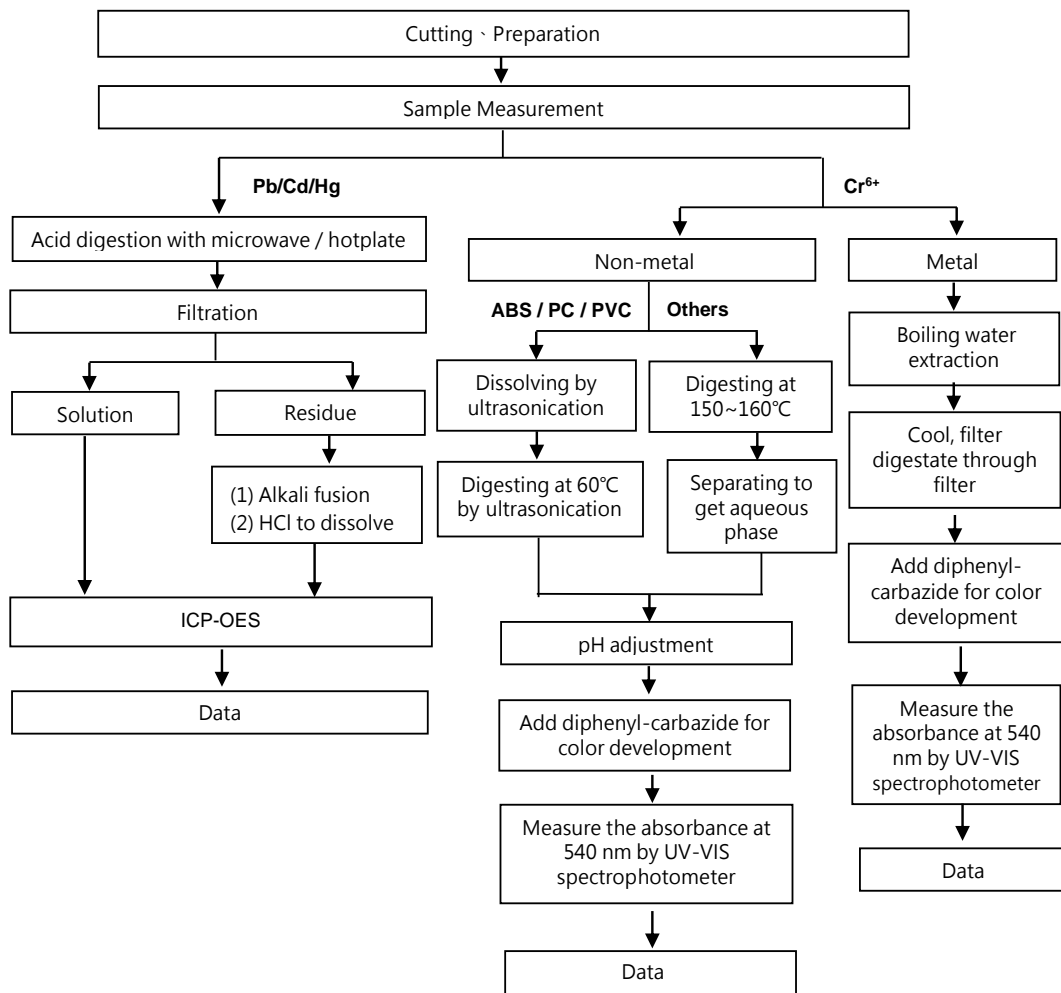 Cutting、Preparation
Sample Measurement
Pb/Cd/Hg
Cr⁶⁺
Acid digestion with microwave / hotplate
Non-metal
Metal
Filtration
ABS / PC / PVC
Others
Boiling water
extraction
Solution
Residue
Dissolving by
ultrasonication
Digesting at
150~160℃
Cool, filter
digestate through
filter
(1) Alkali fusion
(2) HCl to dissolve
Digesting at 60℃
by ultrasonication
Separating to
get aqueous
phase
Add diphenyl-
carbazide for color
development
ICP-OES
pH adjustment
Data
Add diphenyl-carbazide for
color development
Measure the
absorbance at 540
nm by UV-VIS
spectrophotometer
Measure the absorbance at
540 nm by UV-VIS
spectrophotometer
Data
Data